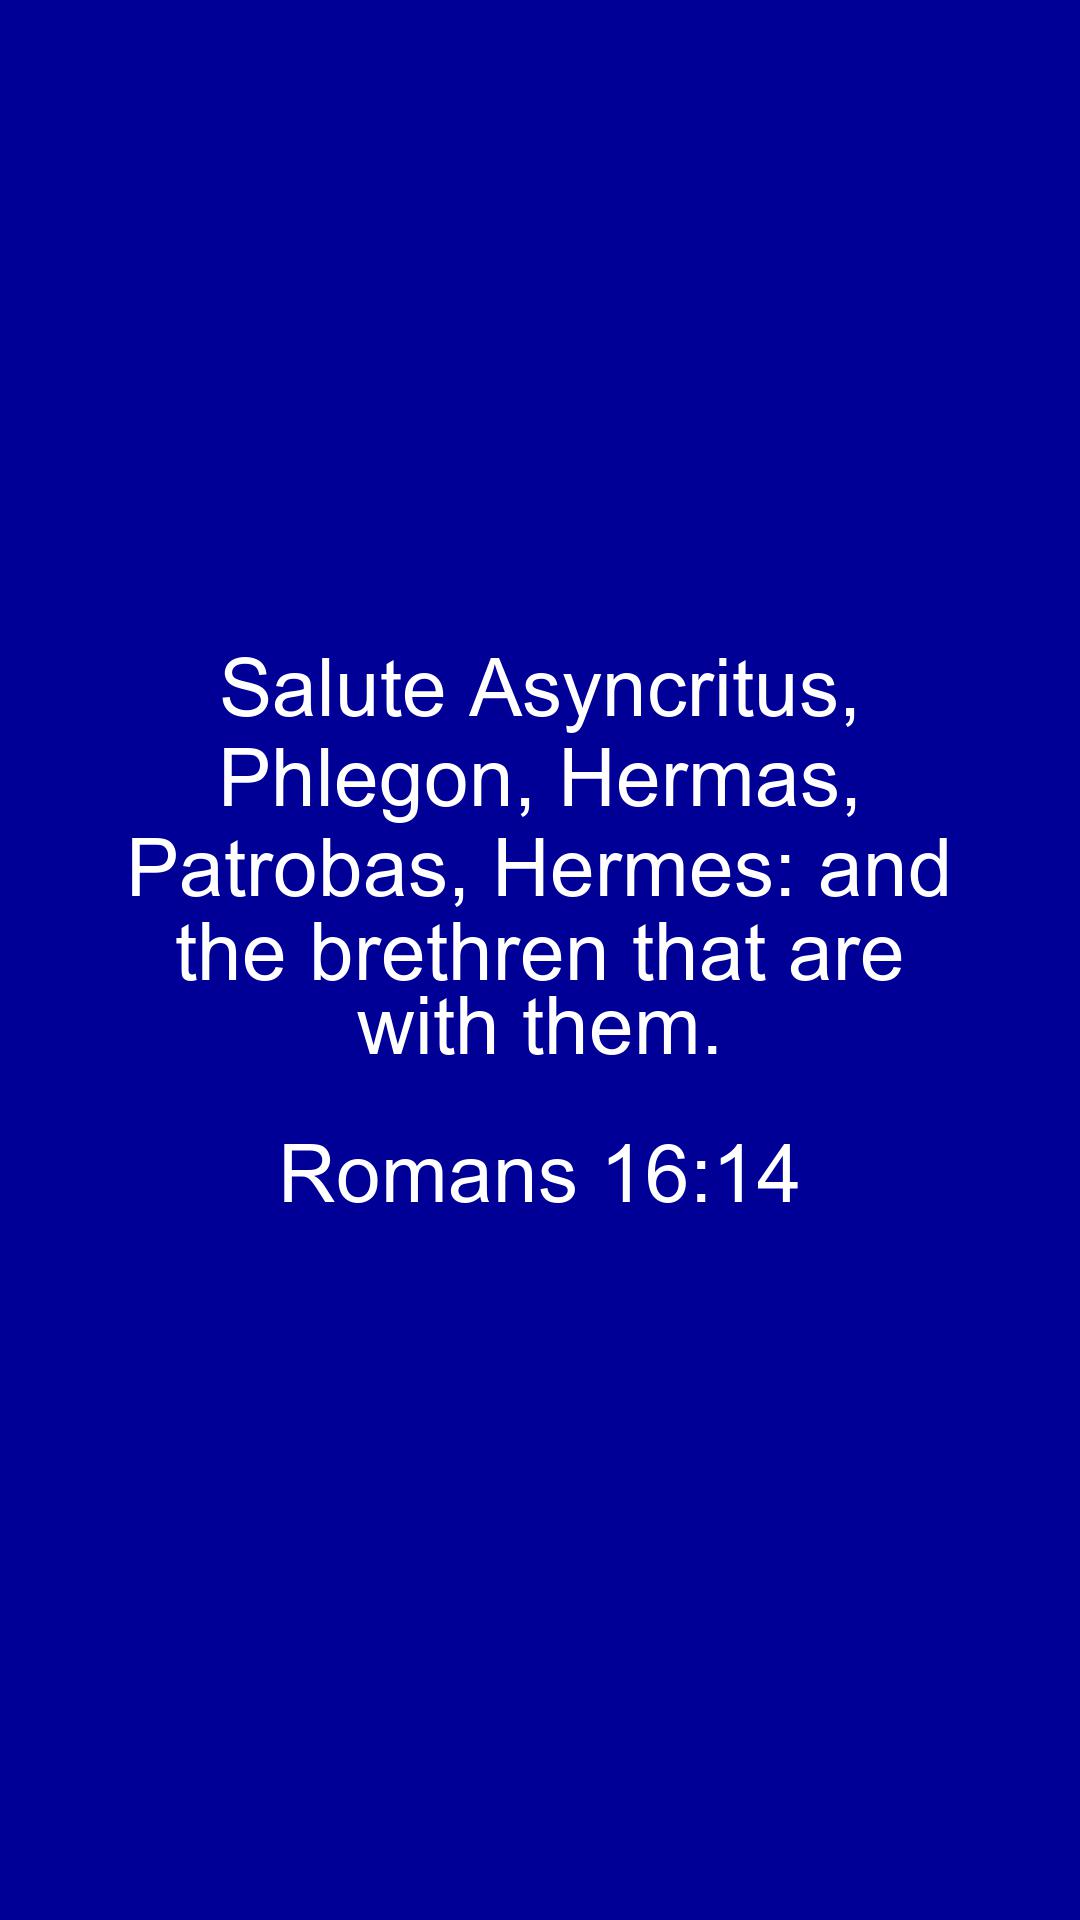 Salute Asyncritus,
Phlegon, Hermas,
Patrobas, Hermes: and
the brethren that are
with them.
Romans 16:14